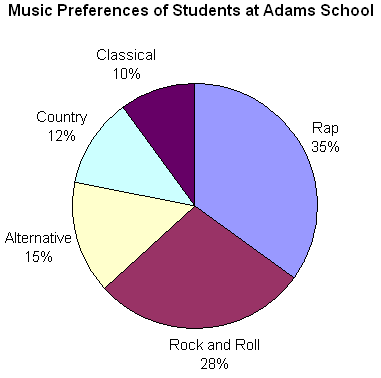 Music Preferences of Students at Adams School
Classical
10%
Rap
35%
Country
12%
Alternative
15%
Rock and Roll
28%